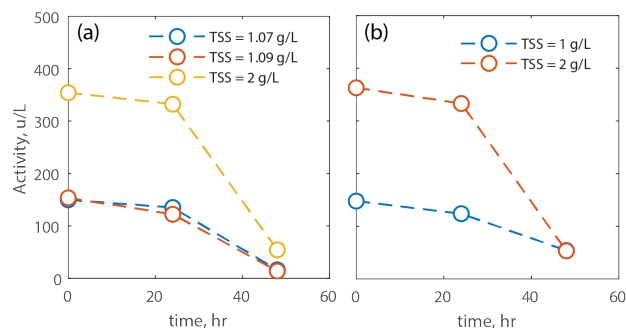 (a)
TSS = 1.07 g/L
TSS = 1.09 g/L
TSS = 2 g/L
(b)
TSS = 1 g/L
TSS = 2 g/L
Activity, u/L
500
400
300
200
100
0
0 20 40 60
0 20 40 60
time, hr
time, hr